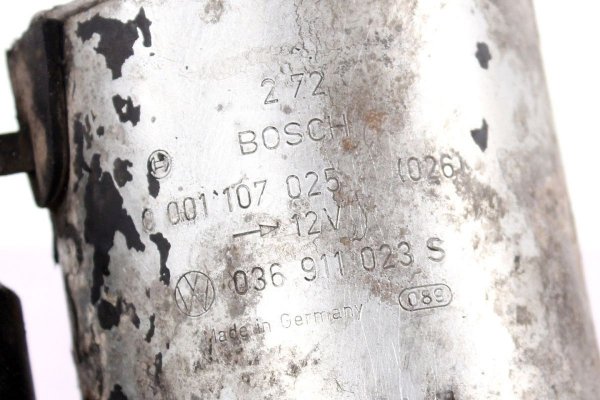 2 72
BOSCH
0 001 107 025 (026)
→ 12V
036 911 023 S
Made in Germany 089